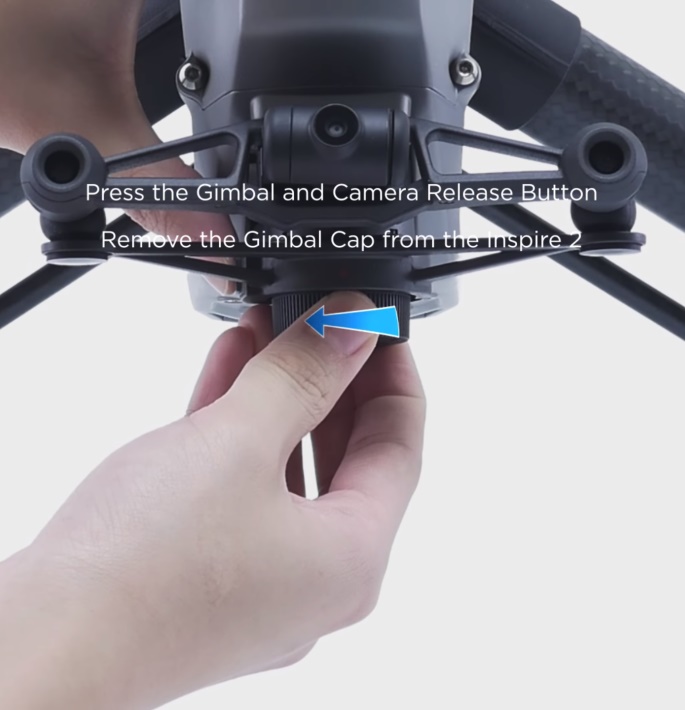 Press the Gimbal and Camera Release Button
Remove the Gimbal Cap from the Inspire 2